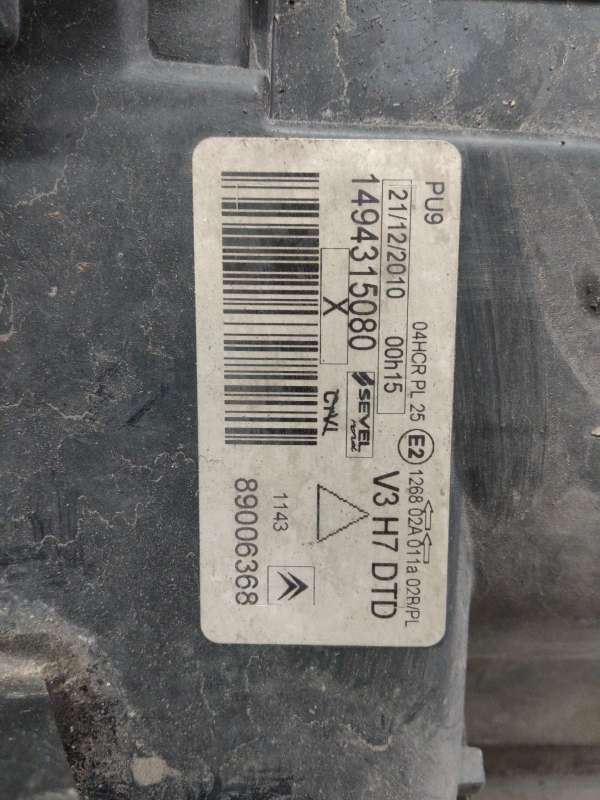 PU9
04HCR PL 25 E2 1268 02A 011a 02R/PL
21/12/2010 00h15
1494315080
X
SEVEL
nord
V3 H7 DTD
1143
89006368